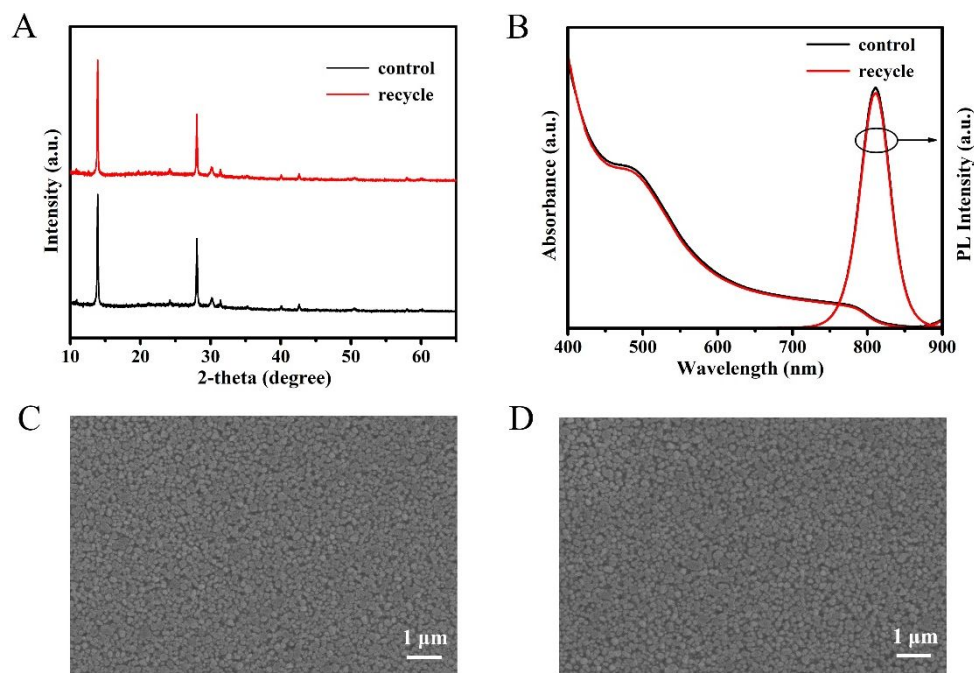 A
control
recycle
Intensity (a.u.)
10 20 30 40 50 60
2-theta (degree)
B
control
recycle
Absorbance (a.u.)
PL Intensity (a.u.)
400 500 600 700 800 900
Wavelength (nm)
C
1 μm
D
1 μm